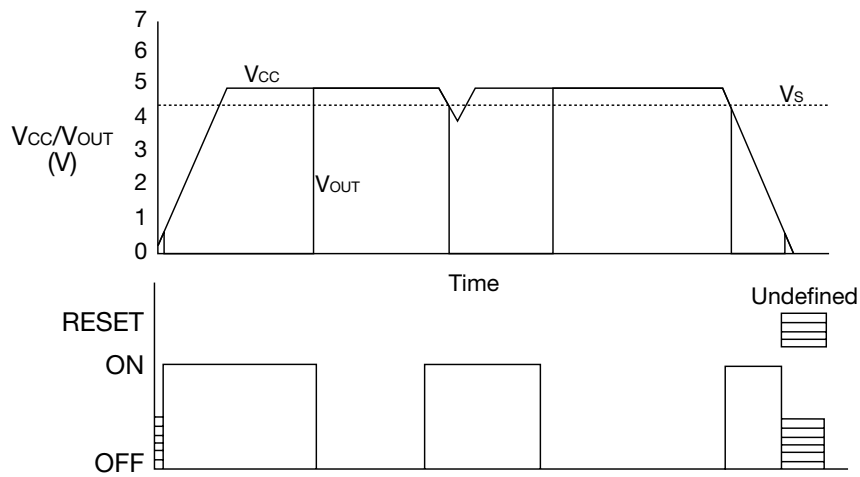 7
6
5
4
3
2
1
0
VCC/VOUT
(V)
VCC
VS
VOUT
Time
Undefined
RESET
ON
OFF